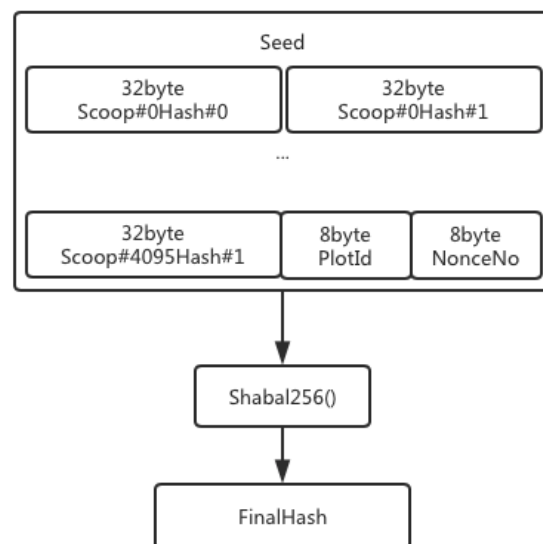 Seed
32byte
Scoop#0Hash#0
32byte
Scoop#0Hash#1
...
32byte
Scoop#4095Hash#1
8byte
PlotId
8byte
NonceNo
Shabal256()
FinalHash